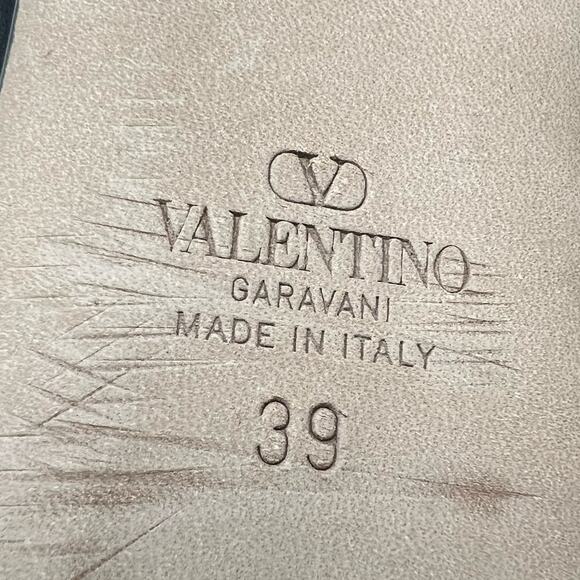 V
VALENTINO
GARAVANI
MADE IN ITALY
39